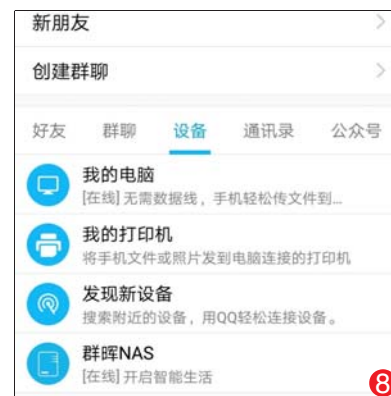 新朋友
创建群聊
好友 群聊 设备 通讯录 公众号
我的电脑
[在线] 无需数据线，手机轻松传文件到...
我的打印机
将手机文件或照片发到电脑连接的打印机
发现新设备
搜索附近的设备，用QQ轻松连接设备。
群晖NAS
[在线] 开启智能生活
8